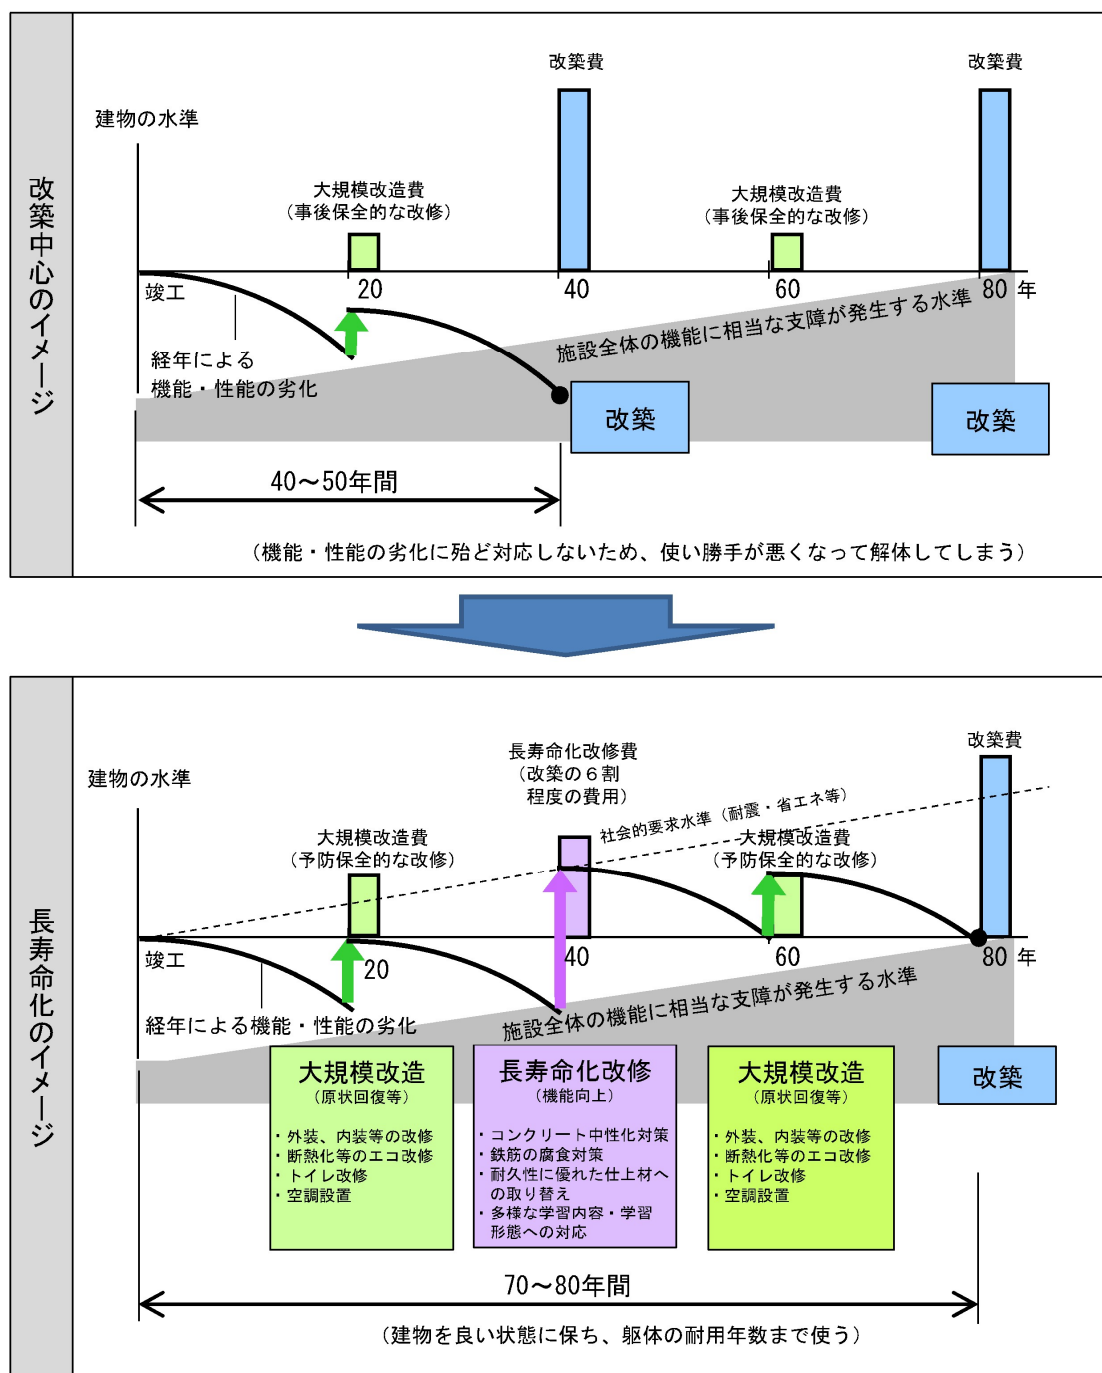 改築中心のイメージ
改築費
改築費
建物の水準
大規模改造費
（事後保全的な改修）
大規模改造費
（事後保全的な改修）
竣工
20
40
60
80 年
経年による
機能・性能の劣化
施設全体の機能に相当な支障が発生する水準
改築
改築
40～50年間
（機能・性能の劣化に殆ど対応しないため、使い勝手が悪くなって解体してしまう）
長寿命化のイメージ
改築費
長寿命化改修費
（改築の６割
程度の費用）
建物の水準
社会的要求水準（耐震・省エネ等）
大規模改造費
（予防保全的な改修）
大規模改造費
（予防保全的な改修）
竣工
20
40
60
80 年
経年による機能・性能の劣化
施設全体の機能に相当な支障が発生する水準
大規模改造
（原状回復等）
・外装、内装等の改修
・断熱化等のエコ改修
・トイレ改修
・空調設置
長寿命化改修
（機能向上）
・コンクリート中性化対策
・鉄筋の腐食対策
・耐久性に優れた仕上材へ
の取り替え
・多様な学習内容・学習
形態への対応
大規模改造
（原状回復等）
・外装、内装等の改修
・断熱化等のエコ改修
・トイレ改修
・空調設置
改築
70～80年間
（建物を良い状態に保ち、躯体の耐用年数まで使う）